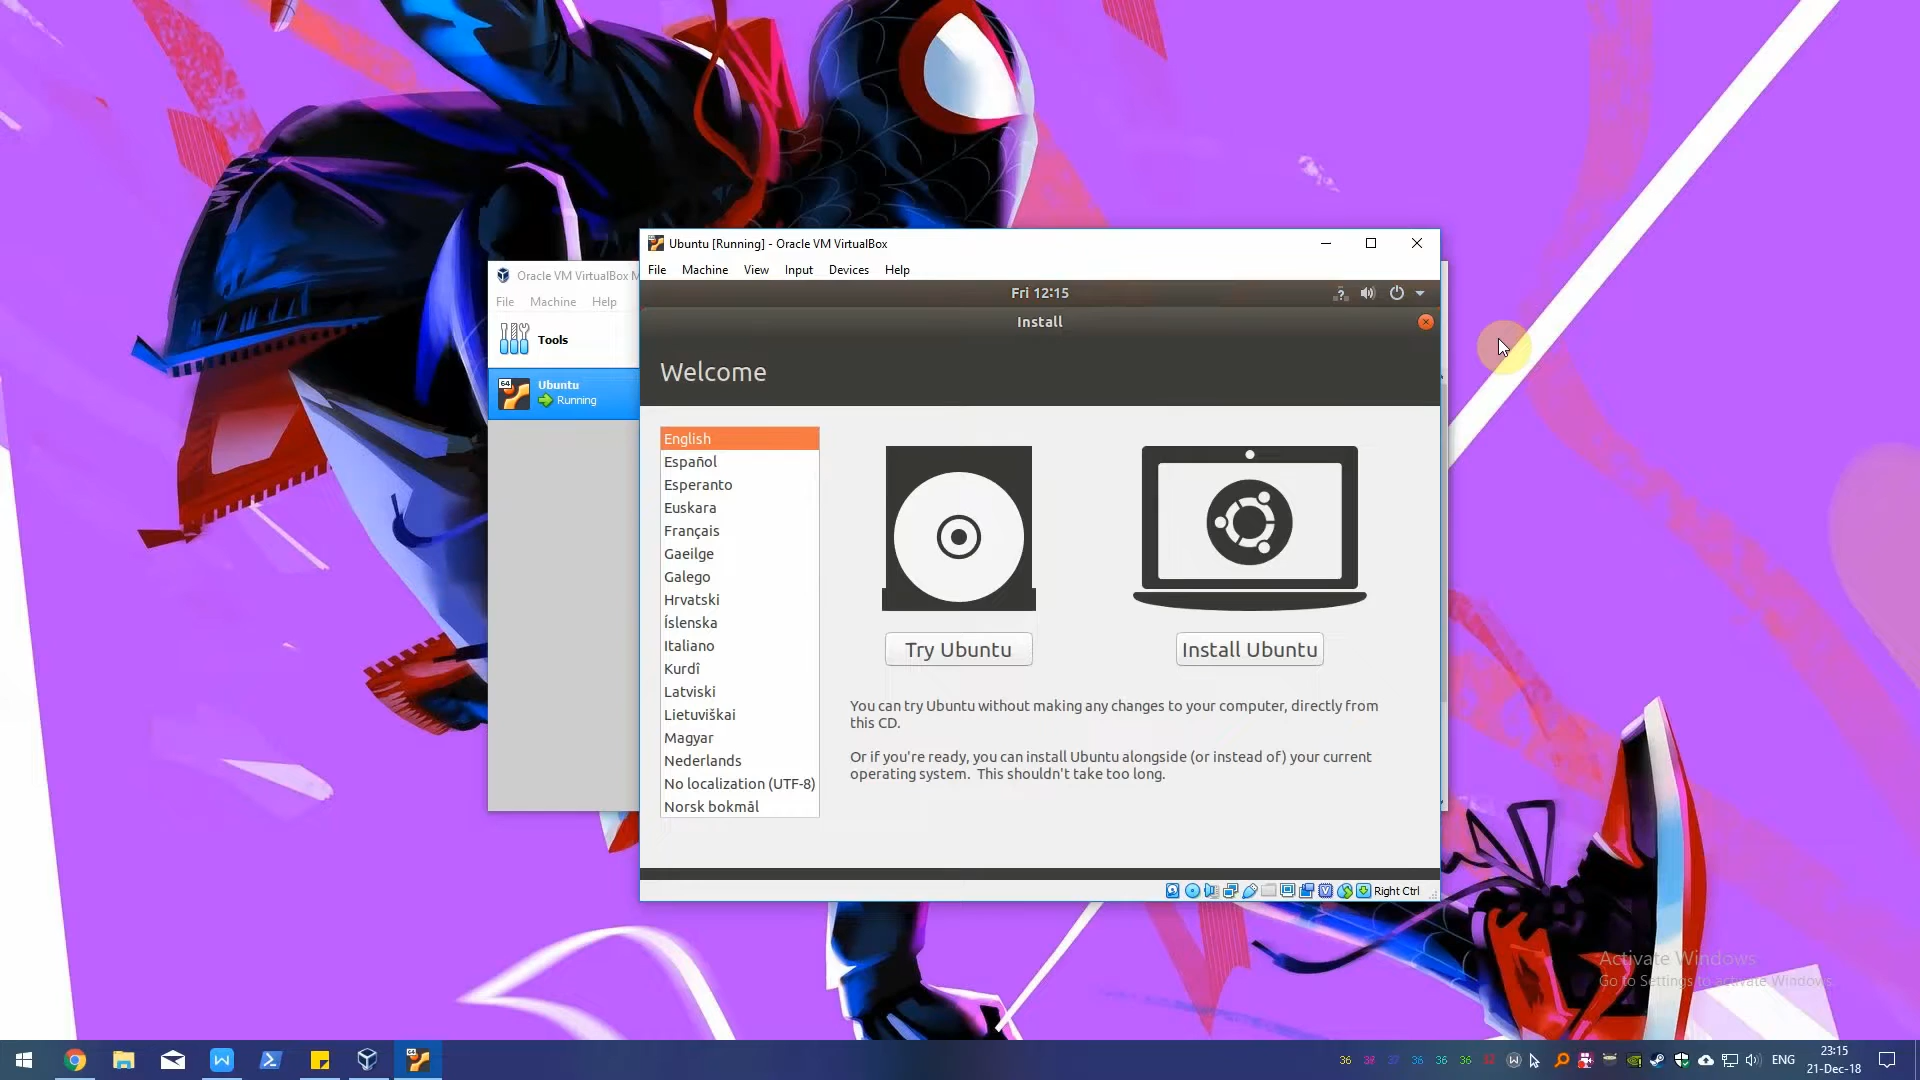 Ubuntu [Running] - Oracle VM VirtualBox
File Machine View Input Devices Help
Oracle VM VirtualBox M
File Machine Help
Tools
64
Ubuntu
Running
Fri 12:15
Install
Welcome
English
Español
Esperanto
Euskara
Français
Gaeilge
Galego
Hrvatski
Íslenska
Italiano
Kurdî
Latviski
Lietuviškai
Magyar
Nederlands
No localization (UTF-8)
Norsk bokmål
Try Ubuntu
Install Ubuntu
You can try Ubuntu without making any changes to your computer, directly from
this CD.
Or if you're ready, you can install Ubuntu alongside (or instead of) your current
operating system. This shouldn't take too long.
Right Ctrl
Activate Windows
Go to Settings to activate Windows.
36 36 36 36
ENG
23:15
21-Dec-18